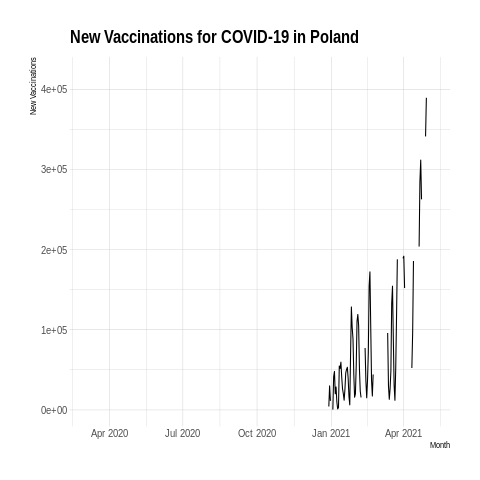 New Vaccinations for COVID-19 in Poland
New Vaccinations
4e+05
3e+05
2e+05
1e+05
0e+00
Apr 2020 Jul 2020 Oct 2020 Jan 2021 Apr 2021
Month